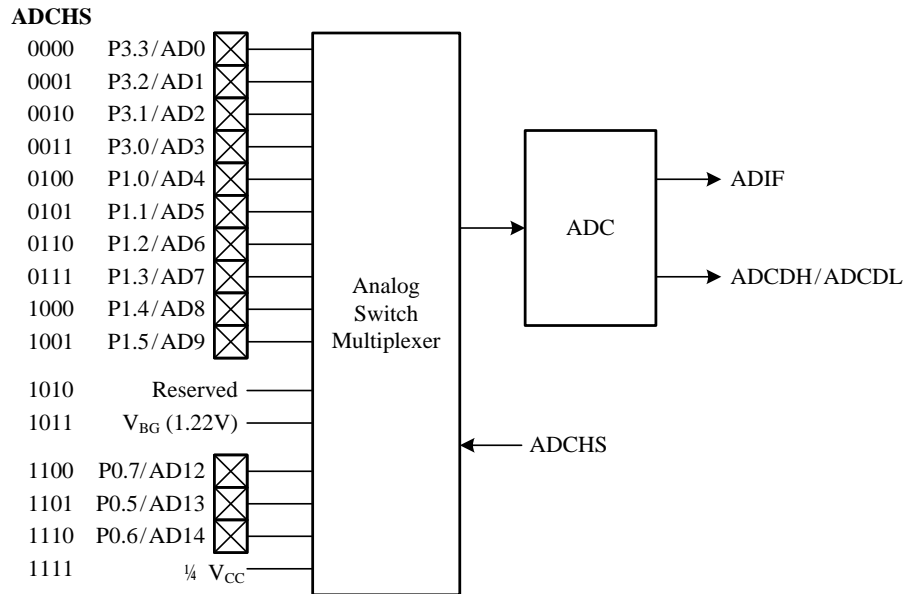 ADCHS
0000 P3.3/AD0
0001 P3.2/AD1
0010 P3.1/AD2
0011 P3.0/AD3
0100 P1.0/AD4
0101 P1.1/AD5
0110 P1.2/AD6
0111 P1.3/AD7
1000 P1.4/AD8
1001 P1.5/AD9
1010 Reserved
1011 VBG (1.22V)
1100 P0.7/AD12
1101 P0.5/AD13
1110 P0.6/AD14
1111 ¼ VCC
Analog
Switch
Multiplexer
ADC
ADIF
ADCDH/ADCDL
ADCHS